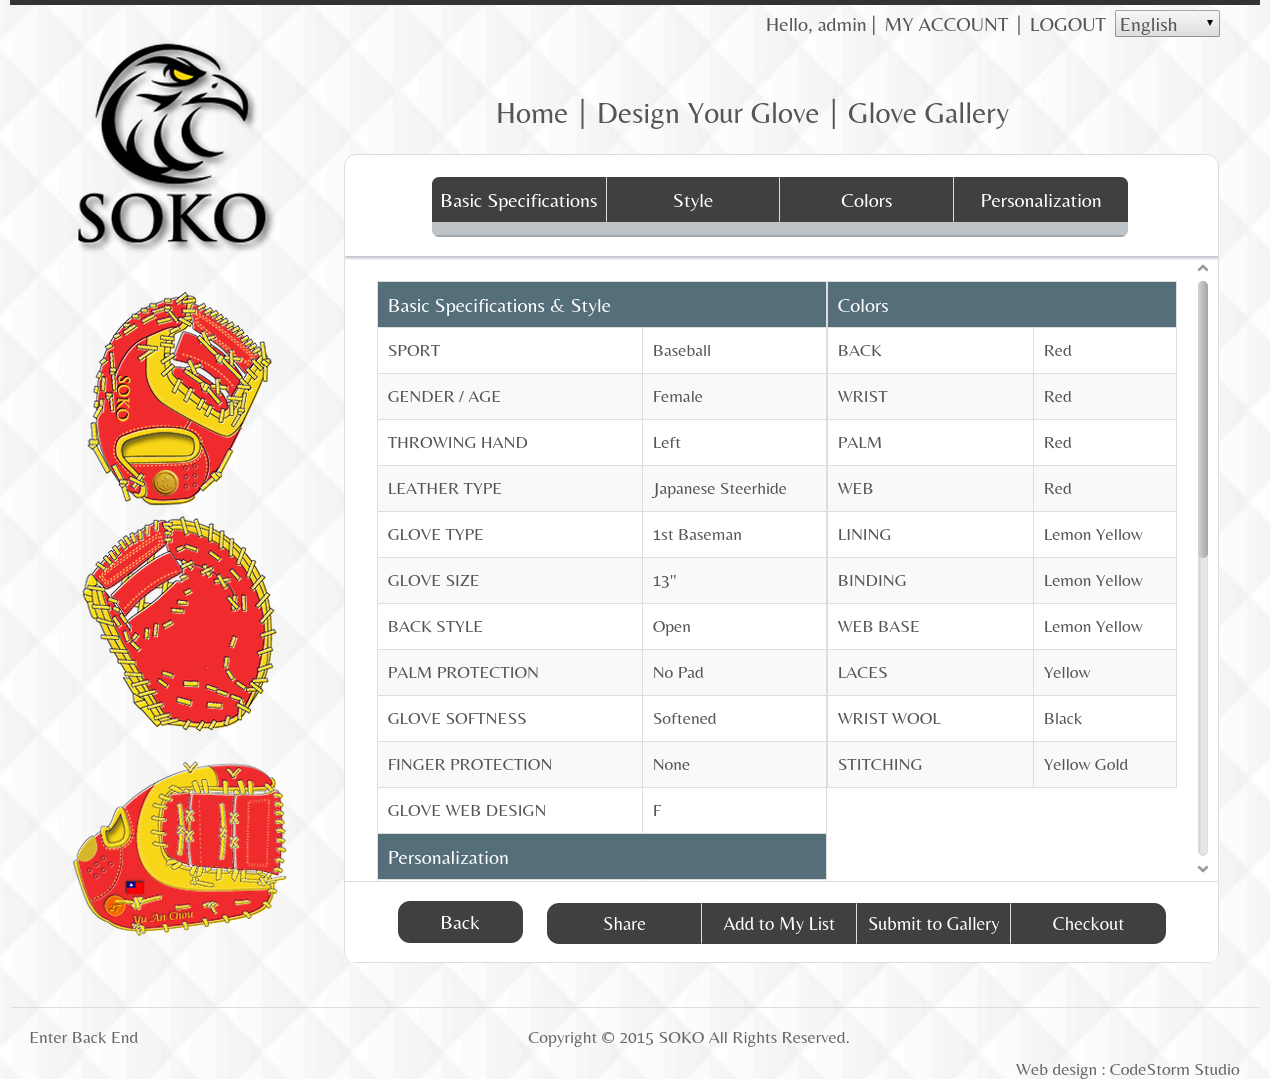 Hello, admin | MY ACCOUNT | LOGOUT English
SOKO
Home | Design Your Glove | Glove Gallery
Basic Specifications Style Colors Personalization
Basic Specifications & Style Colors
SPORT Baseball BACK Red
GENDER / AGE Female WRIST Red
THROWING HAND Left PALM Red
LEATHER TYPE Japanese Steerhide WEB Red
GLOVE TYPE 1st Baseman LINING Lemon Yellow
GLOVE SIZE 13" BINDING Lemon Yellow
BACK STYLE Open WEB BASE Lemon Yellow
PALM PROTECTION No Pad LACES Yellow
GLOVE SOFTNESS Softened WRIST WOOL Black
FINGER PROTECTION None STITCHING Yellow Gold
GLOVE WEB DESIGN F
Personalization
SOKO
27 Yu An Chou
Back Share Add to My List Submit to Gallery Checkout
Enter Back End Copyright © 2015 SOKO All Rights Reserved.
Web design : CodeStorm Studio